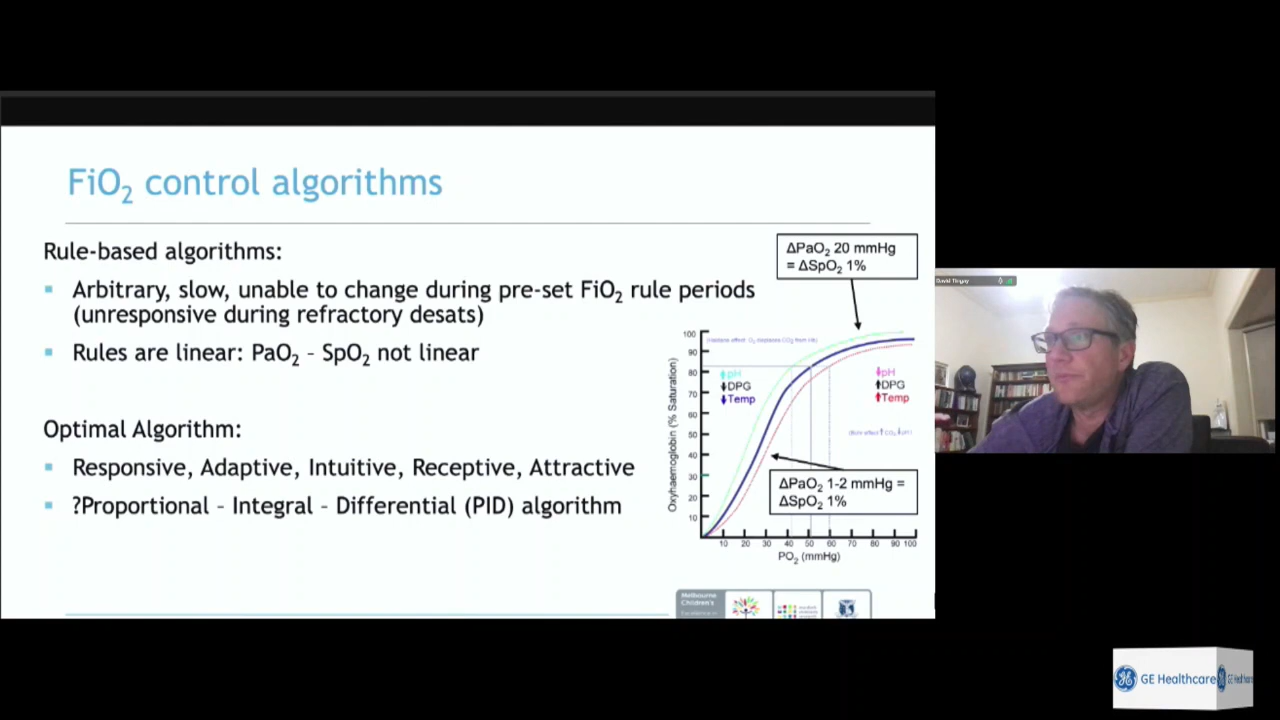 FiO₂ control algorithms
Rule-based algorithms:
Arbitrary, slow, unable to change during pre-set FiO₂ rule periods
(unresponsive during refractory desats)
Rules are linear: PaO₂ – SpO₂ not linear
Optimal Algorithm:
Responsive, Adaptive, Intuitive, Receptive, Attractive
?Proportional – Integral – Differential (PID) algorithm
ΔPaO₂ 20 mmHg
= ΔSpO₂ 1%
Oxyhaemoglobin (% Saturation)
100
90
80
70
60
50
40
30
20
10
pH
DPG
Temp
pH
DPG
Temp
ΔPaO₂ 1-2 mmHg =
ΔSpO₂ 1%
10 20 30 40 50 60 70 80 90 100
PO₂ (mmHg)
Melbourne
Children's
David Tingay
GE Healthcare